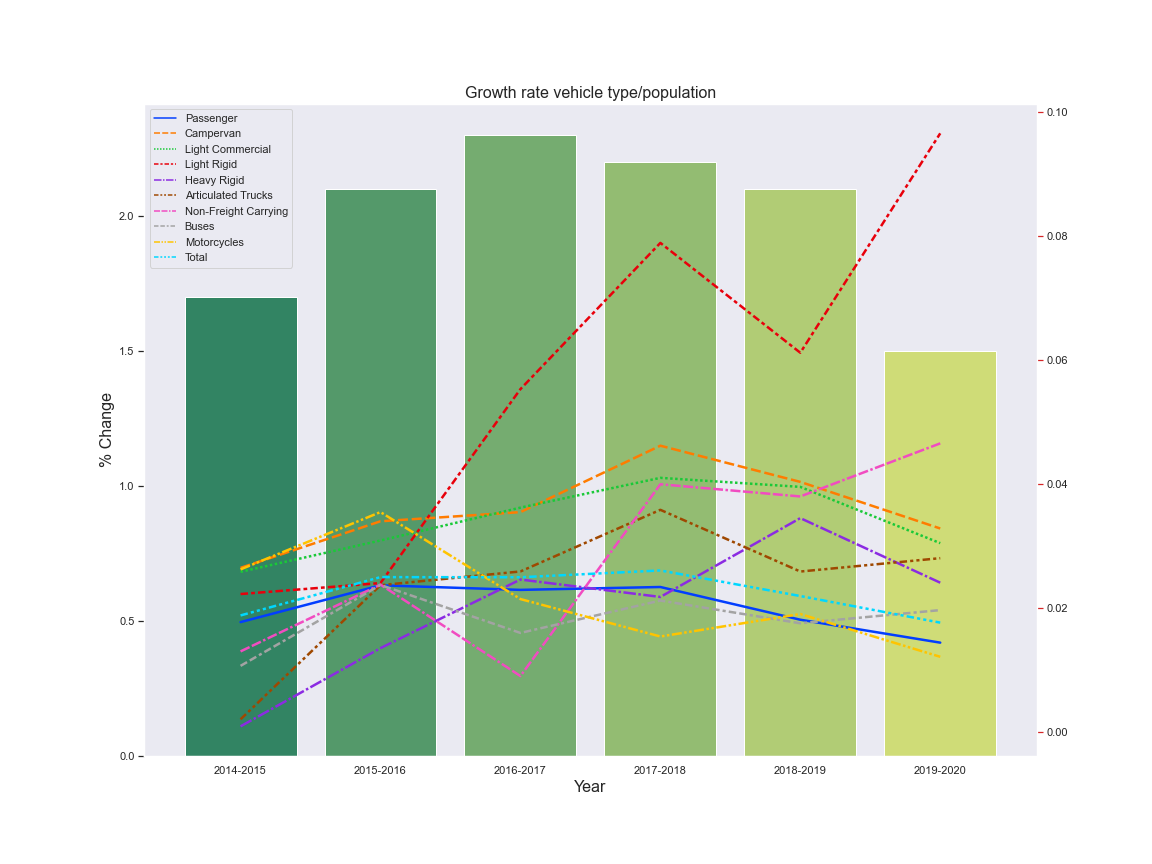 Growth rate vehicle type/population
Passenger
Campervan
Light Commercial
Light Rigid
Heavy Rigid
Articulated Trucks
Non-Freight Carrying
Buses
Motorcycles
Total
2.0
1.5
1.0
0.5
0.0
% Change
0.10
0.08
0.06
0.04
0.02
0.00
2014-2015
2015-2016
2016-2017
2017-2018
2018-2019
2019-2020
Year